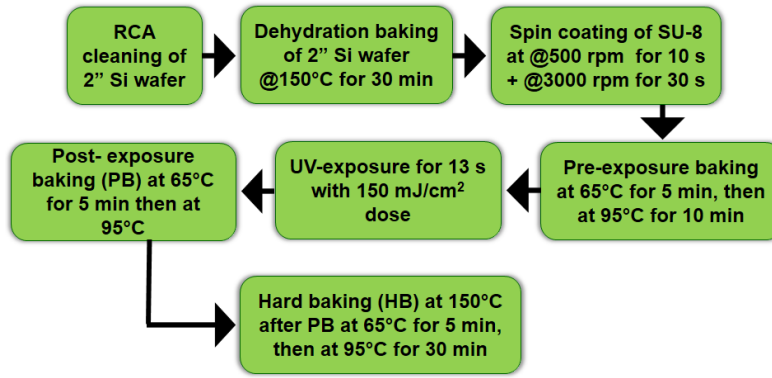 RCA
cleaning of
2” Si wafer
Dehydration baking
of 2” Si wafer
@150°C for 30 min
Spin coating of SU-8
at @500 rpm for 10 s
+ @3000 rpm for 30 s
Pre-exposure baking
at 65°C for 5 min, then
at 95°C for 10 min
UV-exposure for 13 s
with 150 mJ/cm²
dose
Post- exposure
baking (PB) at 65°C
for 5 min then at
95°C
Hard baking (HB) at 150°C
after PB at 65°C for 5 min,
then at 95°C for 30 min